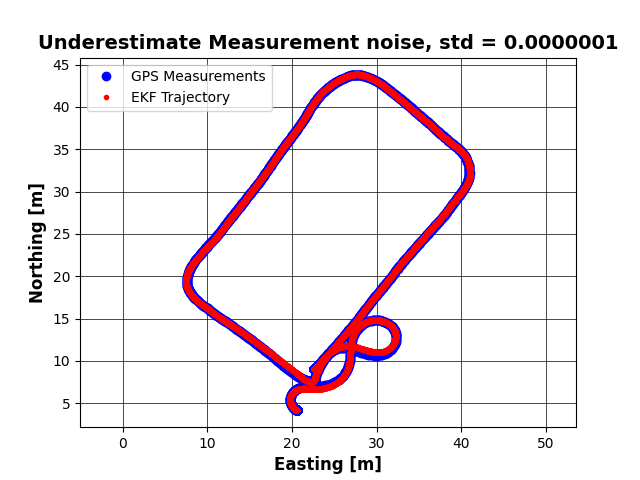 Underestimate Measurement noise, std = 0.0000001
GPS Measurements
EKF Trajectory
45
40
35
30
25
20
15
10
5
Northing [m]
0 10 20 30 40 50
Easting [m]